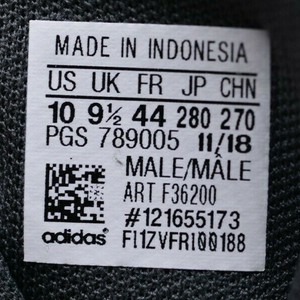 MADE IN INDONESIA
US UK FR JP CHN
10 9½ 44 280 270
PGS 789005 11/18
MALE/MÂLE
ART F36200
#121655173
adidas® F11ZVFR100188